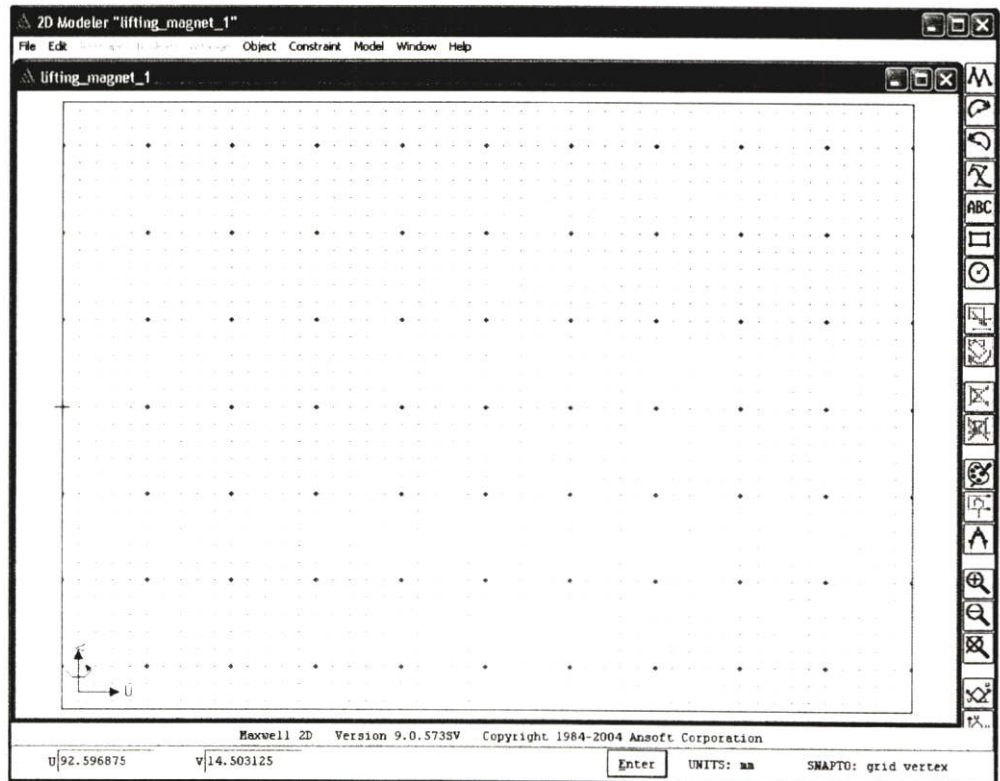 2D Modeler "lifting_magnet_1"
File Edit Object Constraint Model Window Help
lifting_magnet_1
ABC
U
Maxwell 2D Version 9.0.573SV Copyright 1984-2004 Ansoft Corporation
U 92.596875 V 14.503125 Enter UNITS: mm SNAPTO: grid vertex